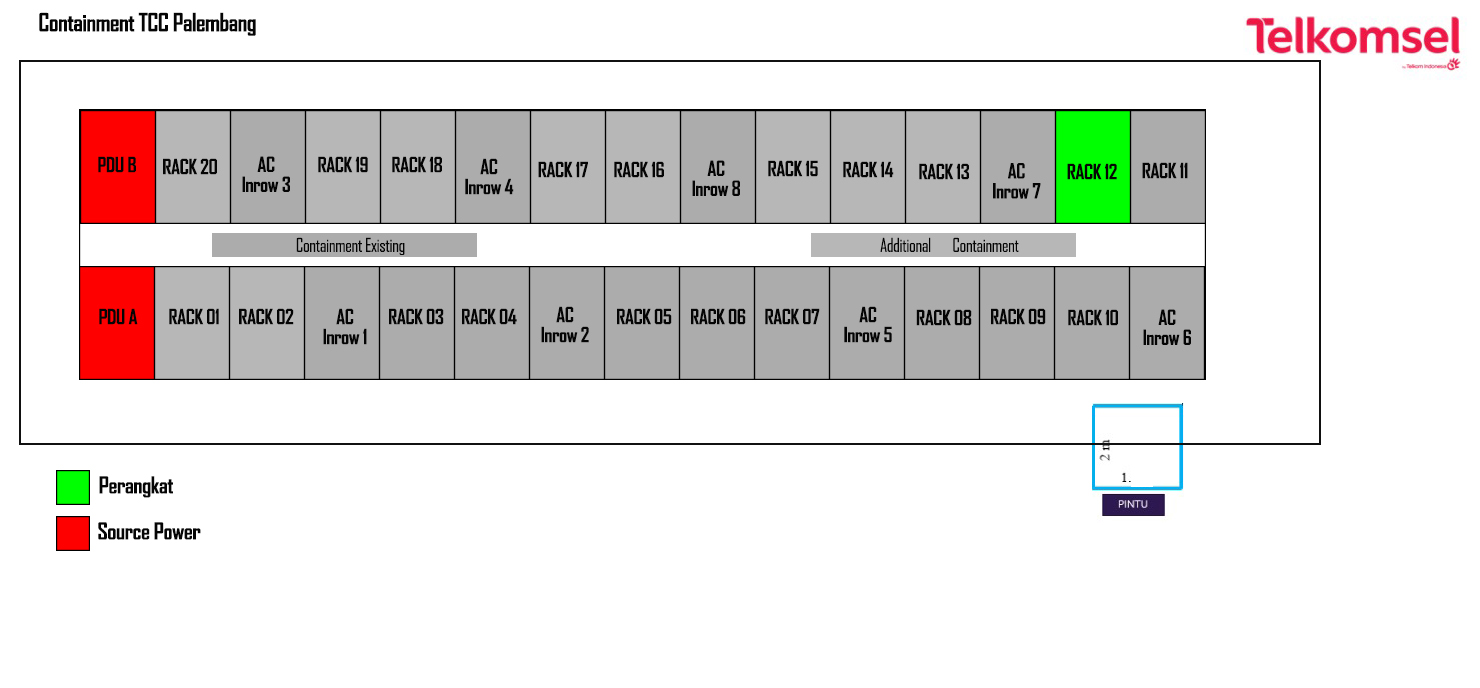 Containment TCC Palembang
Telkomsel
by Telkom Indonesia
PDU B
RACK 20
AC
Inrow 3
RACK 19
RACK 18
AC
Inrow 4
RACK 17
RACK 16
AC
Inrow 8
RACK 15
RACK 14
RACK 13
AC
Inrow 7
RACK 12
RACK 11
Containment Existing
Additional Containment
PDU A
RACK 01
RACK 02
AC
Inrow 1
RACK 03
RACK 04
AC
Inrow 2
RACK 05
RACK 06
RACK 07
AC
Inrow 5
RACK 08
RACK 09
RACK 10
AC
Inrow 6
2 m
1.
PINTU
Perangkat
Source Power